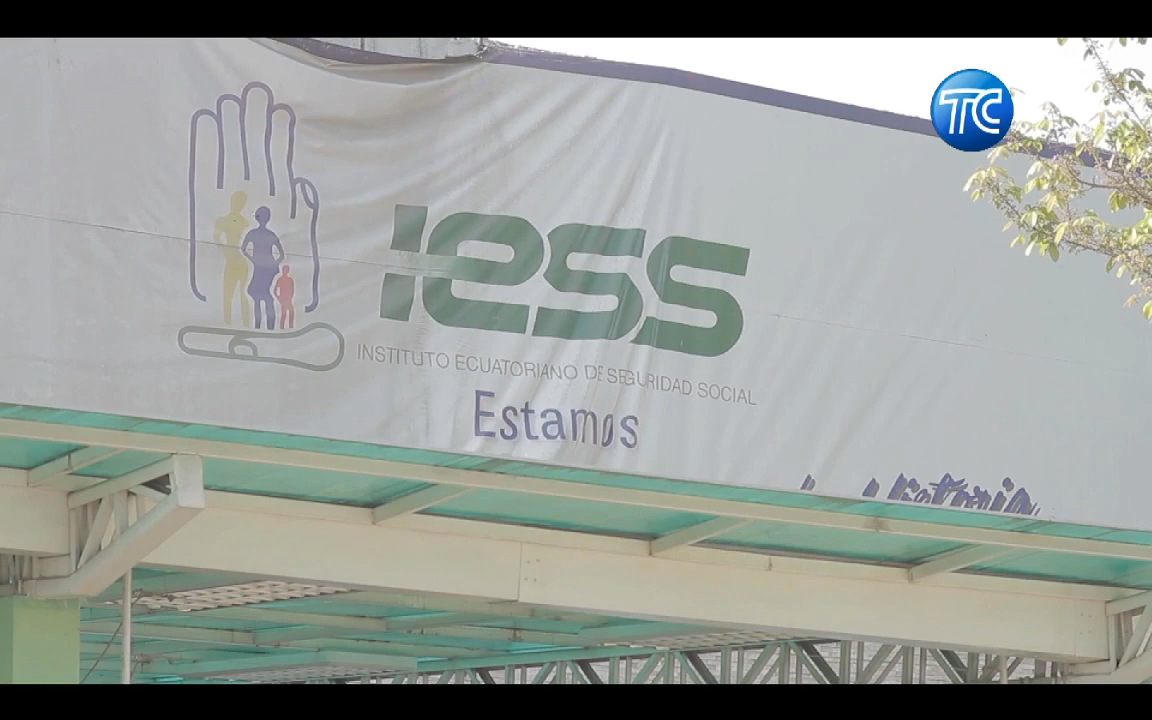 TC
IESS
INSTITUTO ECUATORIANO DE SEGURIDAD SOCIAL
Estamos